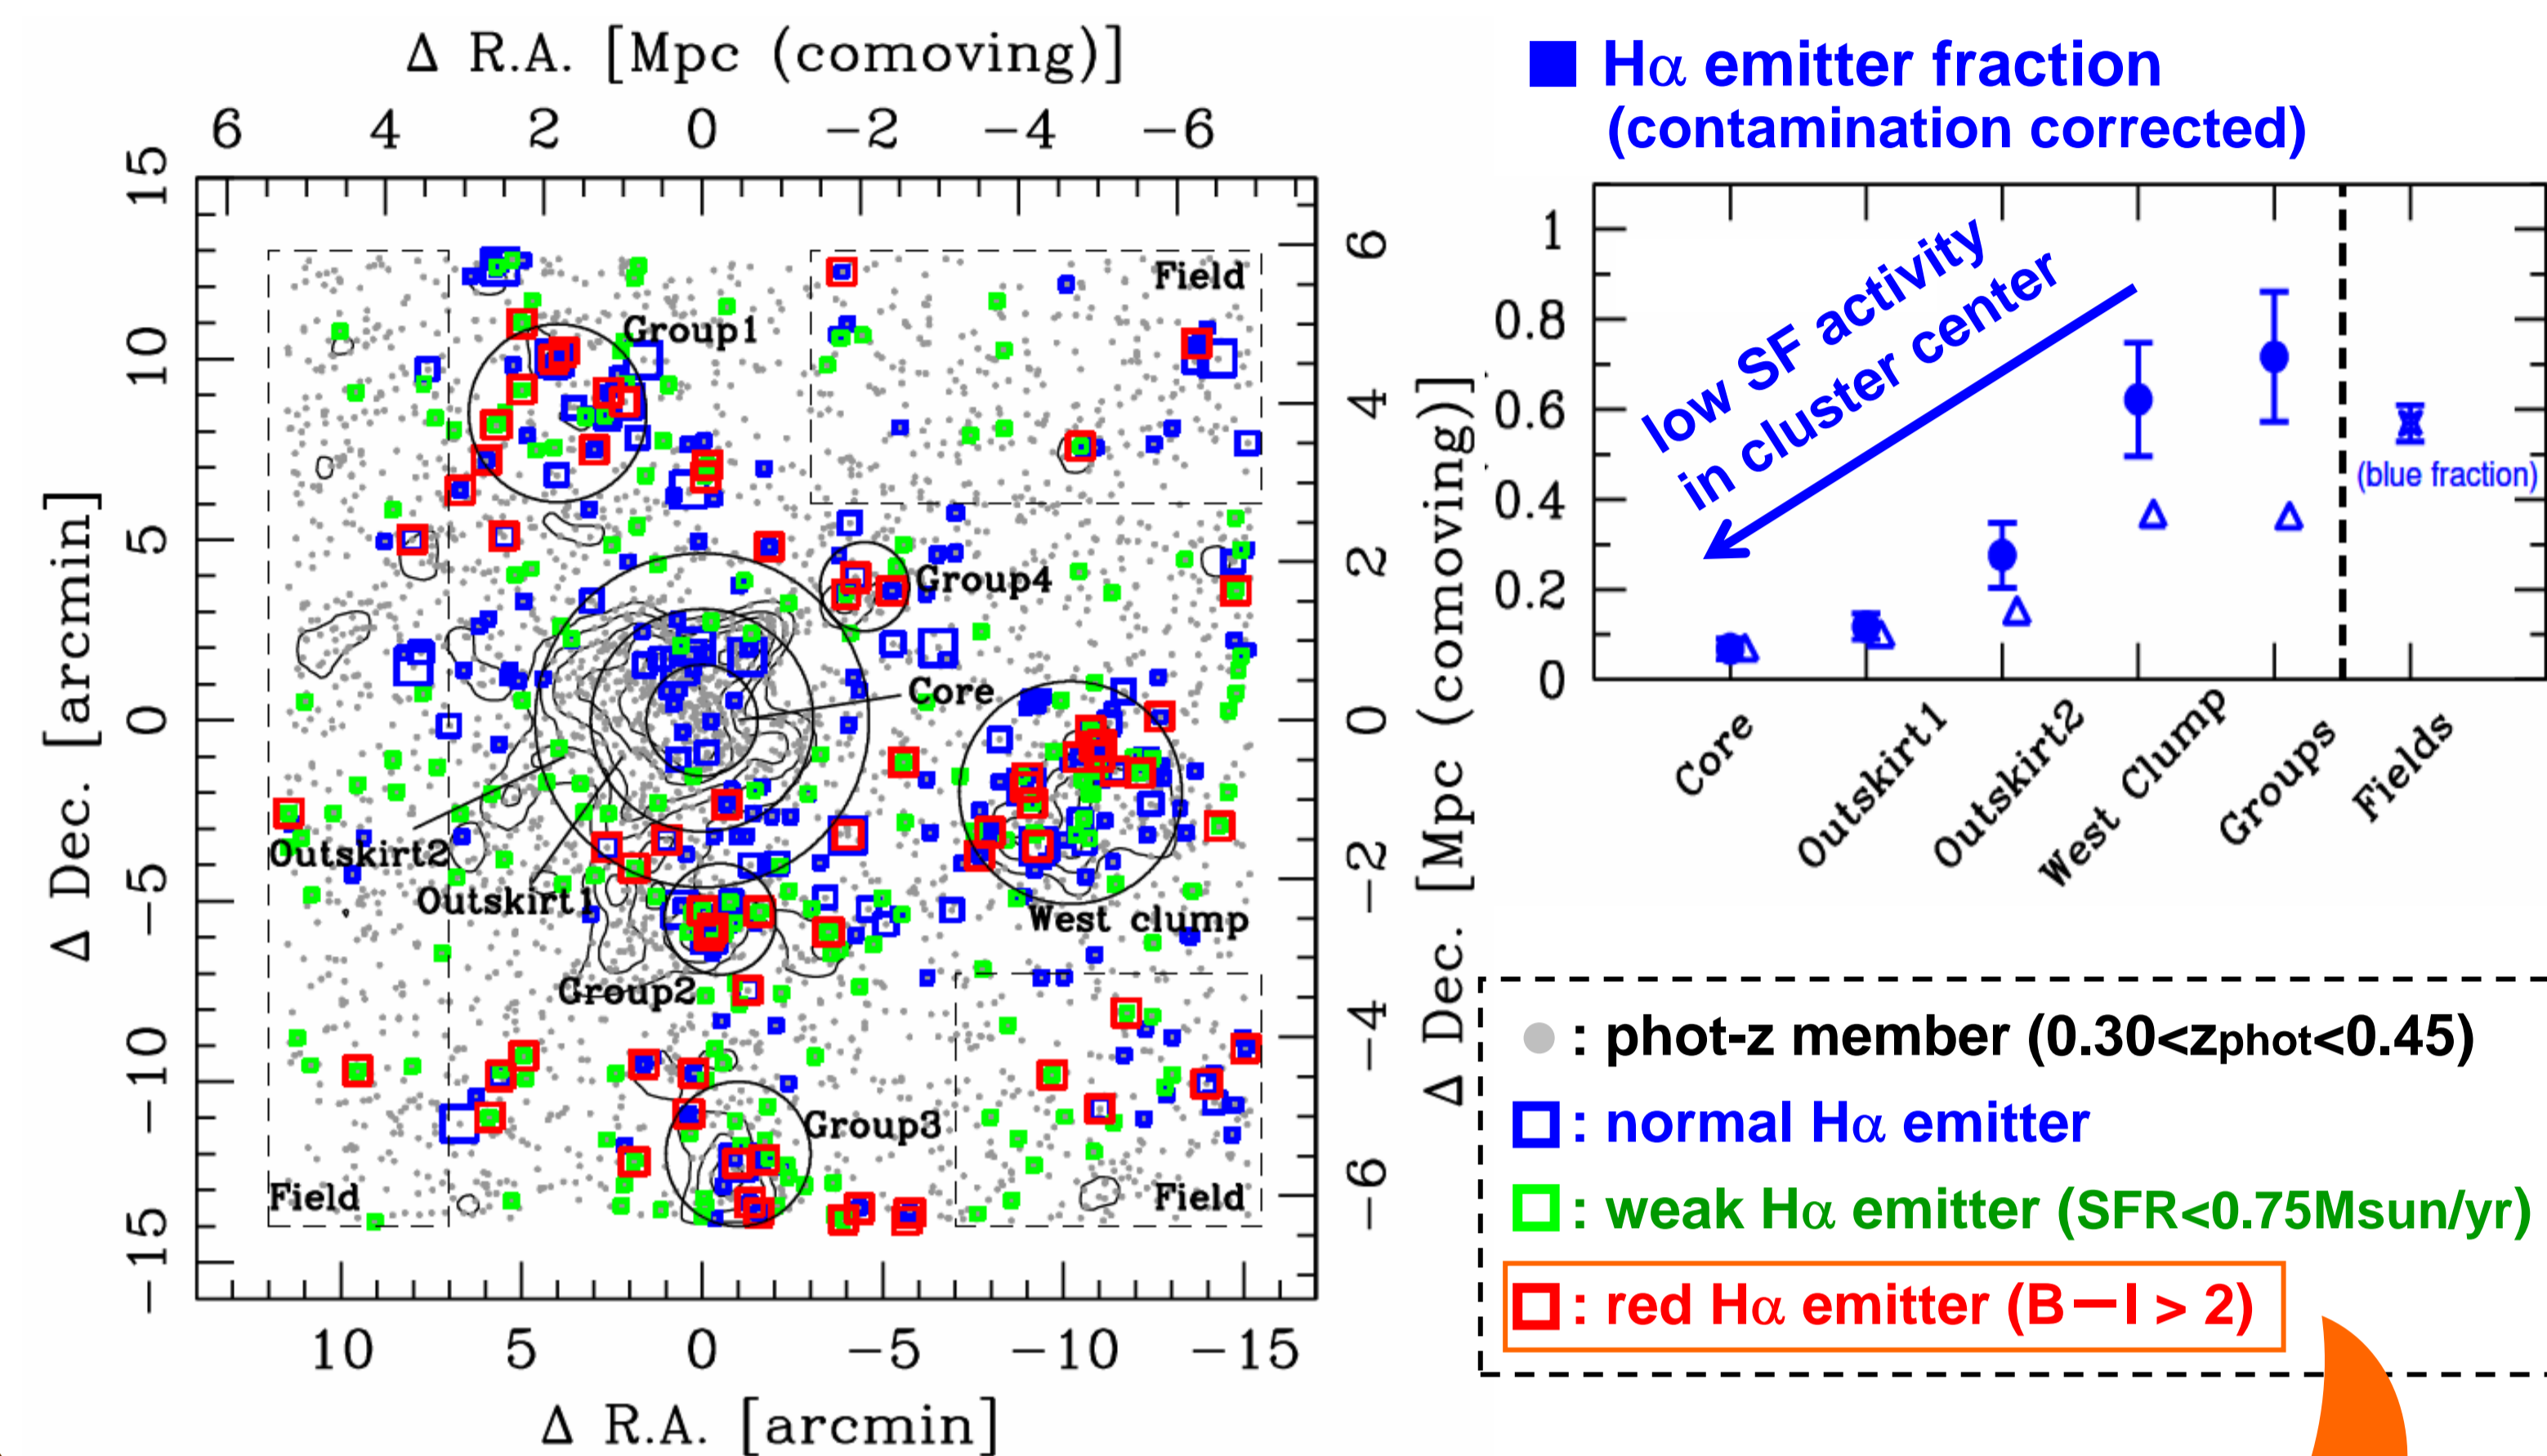 Δ R.A. [Mpc (comoving)]
6 4 2 0 −2 −4 −6
15
10
5
0
−5
−10
−15
Δ Dec. [arcmin]
Field
Group1
Group4
Core
Outskirt2
Outskirt1
West clump
Group2
Group3
Field
Field
6
4
2
0
−2
−4
−6
Δ Dec. [Mpc (comoving)]
10 5 0 −5 −10 −15
Δ R.A. [arcmin]
Hα emitter fraction
(contamination corrected)
1
0.8
0.6
0.4
0.2
0
low SF activity
in cluster center
(blue fraction)
Core
Outskirt1
Outskirt2
West Clump
Groups
Fields
: phot-z member (0.30<zphot<0.45)
: normal Hα emitter
: weak Hα emitter (SFR<0.75Msun/yr)
: red Hα emitter (B−I > 2)